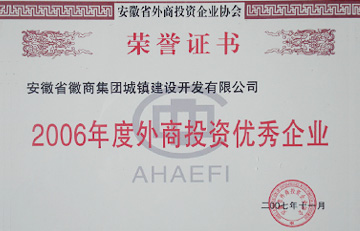 安徽省外商投资企业协会
荣誉证书
安徽省徽商集团城镇建设开发有限公司
2006年度外商投资优秀企业
AHAEFI
二00七年十一月